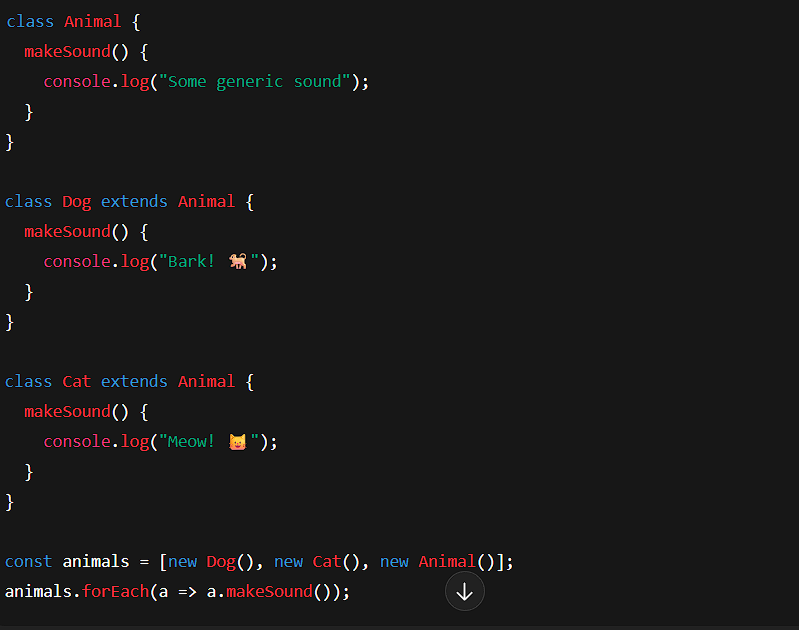 class Animal {
  makeSound() {
    console.log("Some generic sound");
  }
}

class Dog extends Animal {
  makeSound() {
    console.log("Bark! 🐕");
  }
}

class Cat extends Animal {
  makeSound() {
    console.log("Meow! 🐱");
  }
}

const animals = [new Dog(), new Cat(), new Animal()];
animals.forEach(a => a.makeSound());